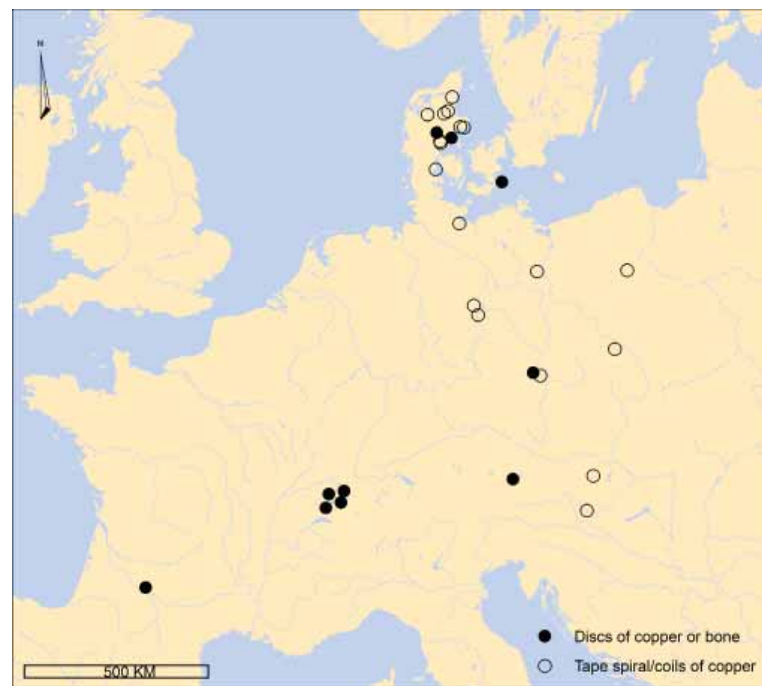 N
Discs of copper or bone
Tape spiral/coils of copper
500 KM